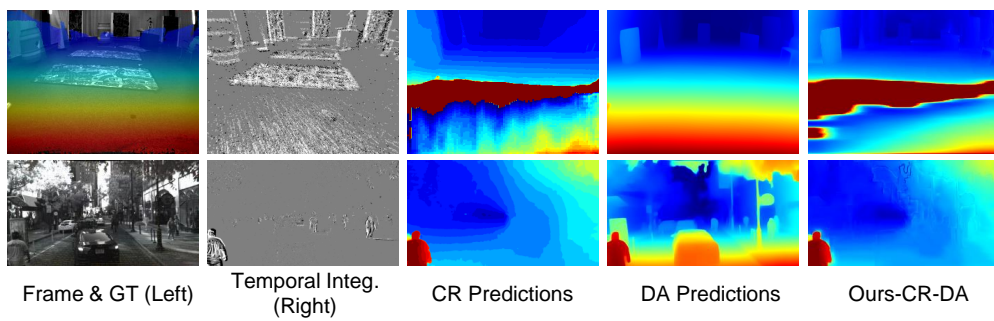 Frame & GT (Left)
Temporal Integ.
(Right)
CR Predictions
DA Predictions
Ours-CR-DA